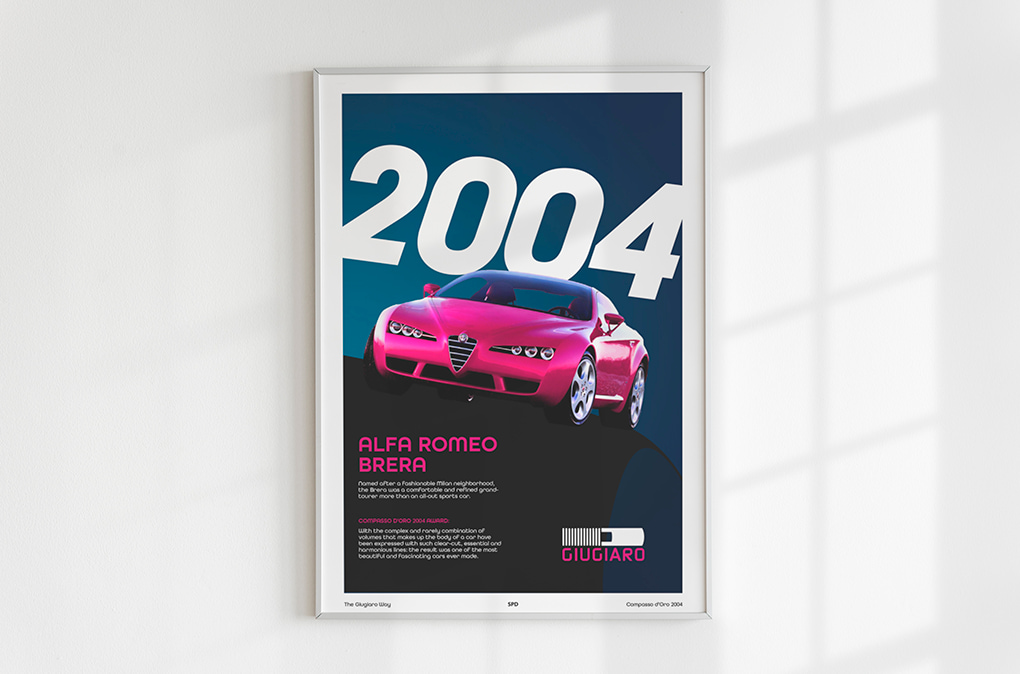 2004
ALFA ROMEO
BRERA
Named after a fashionable Milan neighborhood,
the Brera was a comfortable and refined grand-
tourer more than an all-out sports car.
COMPASSO D'ORO 2004 AWARD:
With the complex and rarely combination of
volumes that makes up the body of a car have
been expressed with such clear-cut, essential and
harmonious lines: the result was one of the most
beautiful and fascinating cars ever made.
GIUGIARO
The Giugiaro Way
SPD
Compasso d'Oro 2004